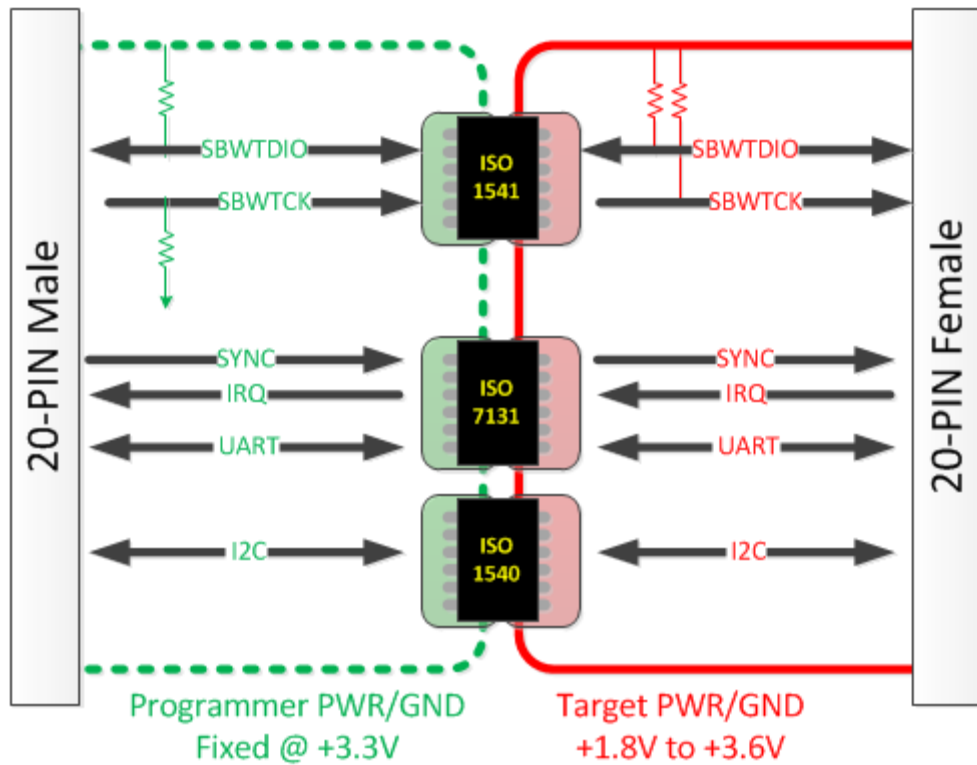 20-PIN Male
SBWTDIO
SBWTCK
SYNC
IRQ
UART
I2C
ISO
1541
ISO
7131
ISO
1540
SBWTDIO
SBWTCK
SYNC
IRQ
UART
I2C
20-PIN Female
Programmer PWR/GND
Fixed @ +3.3V
Target PWR/GND
+1.8V to +3.6V